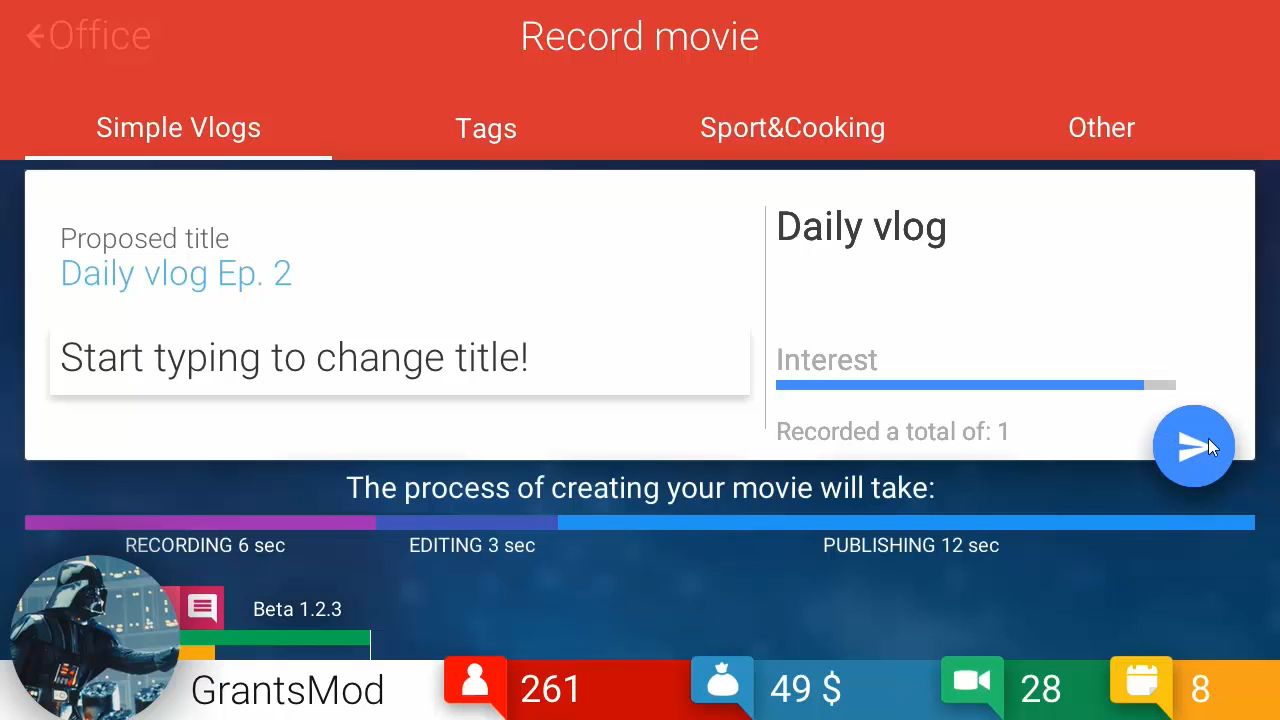 Office
Record movie
Simple Vlogs
Tags
Sport&Cooking
Other
Proposed title
Daily vlog Ep. 2
Start typing to change title!
Daily vlog
Interest
Recorded a total of: 1
The process of creating your movie will take:
RECORDING 6 sec
EDITING 3 sec
PUBLISHING 12 sec
Beta 1.2.3
GrantsMod
261
49 $
28
8